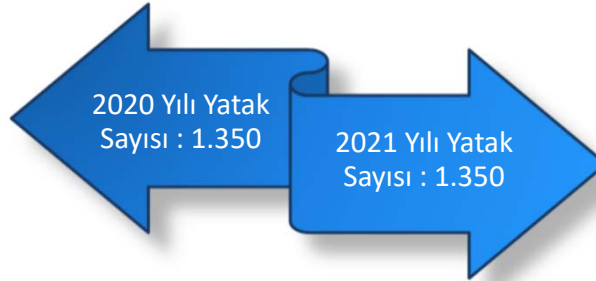 2020 Yılı Yatak
Sayısı : 1.350
2021 Yılı Yatak
Sayısı : 1.350